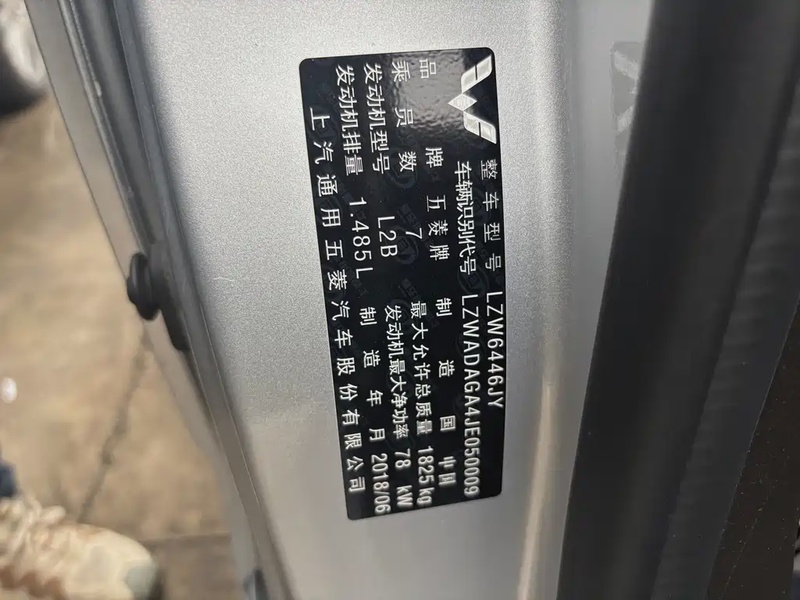 整车型号 LZW6446JY
车辆识别代号 LZWADAGA4JE050009
品牌 五菱牌 制造国 中国
乘员数 7 最大允许总质量 1825kg
发动机型号 L2B 发动机最大净功率 78 kW
发动机排量 1.485L 制造年月 2018/06
上汽通用五菱汽车股份有限公司